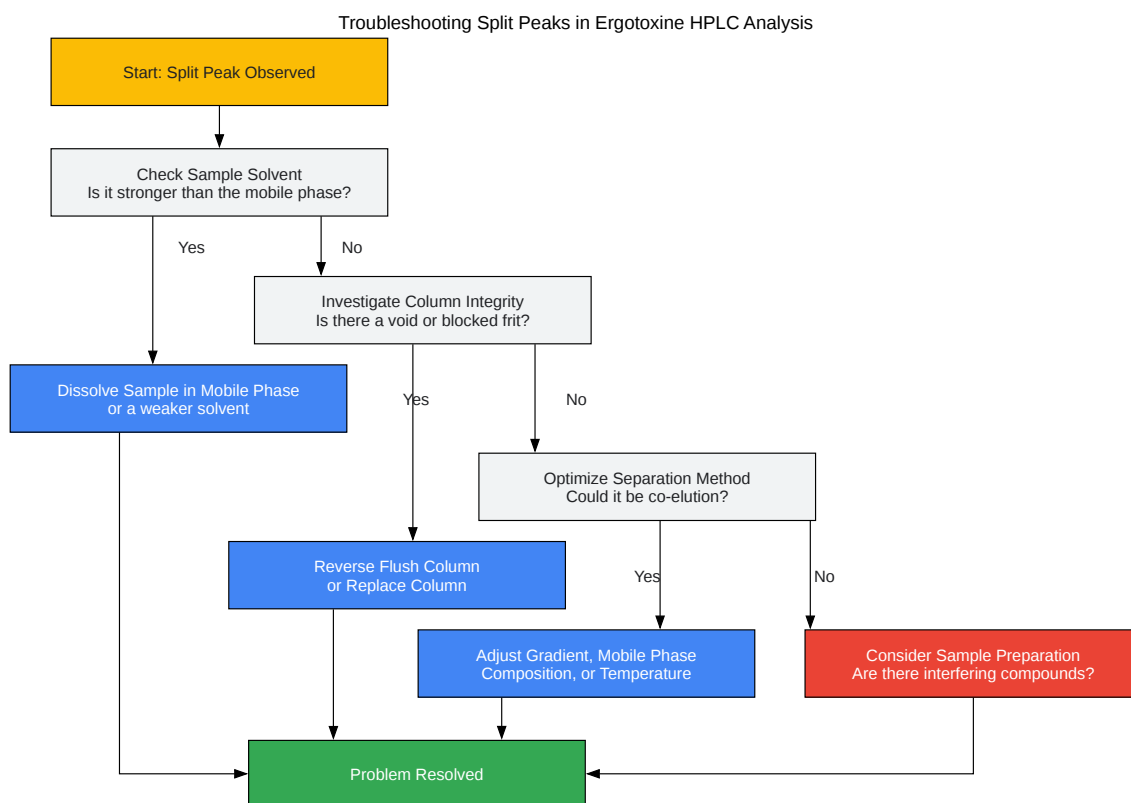 Troubleshooting Split Peaks in Ergotoxine HPLC Analysis
Start: Split Peak Observed
Check Sample Solvent
Is it stronger than the mobile phase?
Yes
No
Investigate Column Integrity
Is there a void or blocked frit?
Dissolve Sample in Mobile Phase
or a weaker solvent
Yes
No
Optimize Separation Method
Could it be co-elution?
Reverse Flush Column
or Replace Column
Yes
No
Adjust Gradient, Mobile Phase
Composition, or Temperature
Consider Sample Preparation
Are there interfering compounds?
Problem Resolved